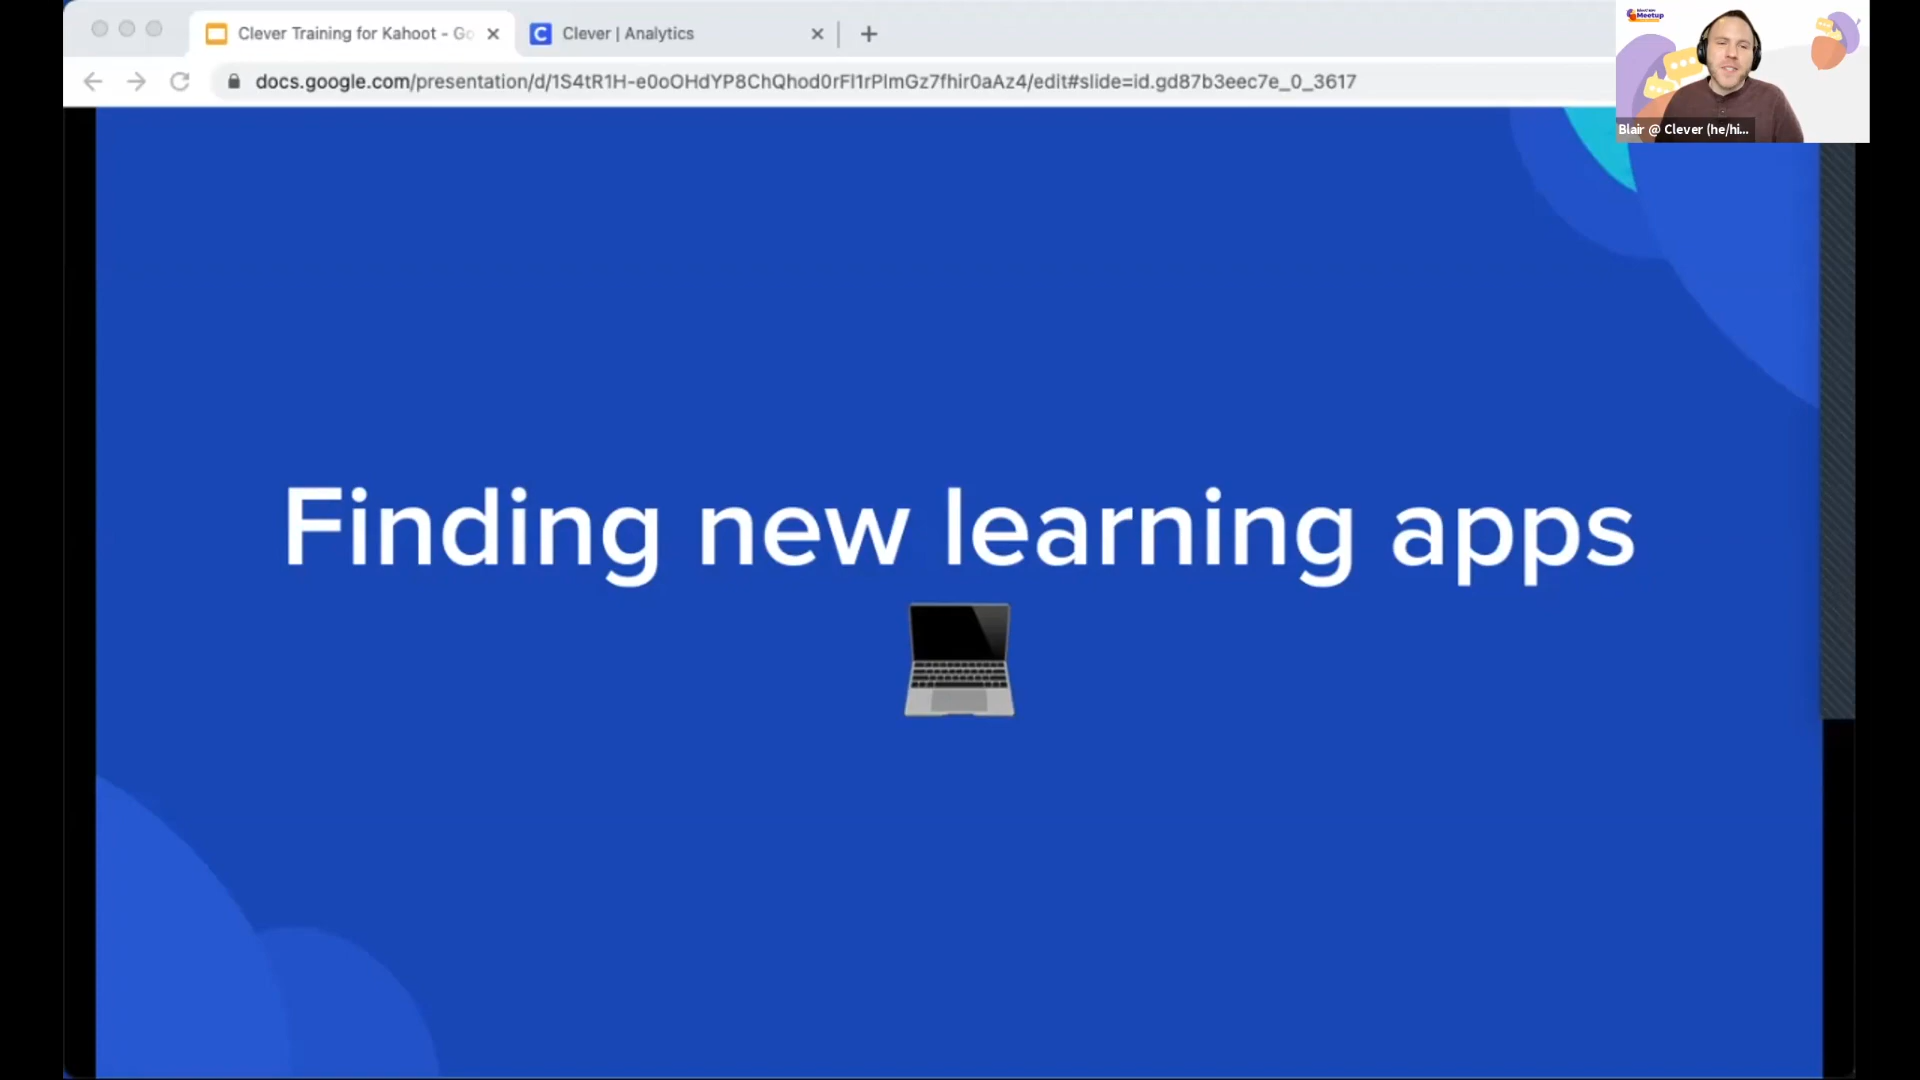 Clever Training for Kahoot - Go
Clever | Analytics
docs.google.com/presentation/d/1S4tR1H-e0oOHdYP8ChQhod0rFl1rPlmGz7fhir0aAz4/edit#slide=id.gd87b3eec7e_0_3617
Meetup
Blair @ Clever (he/hi...
Finding new learning apps